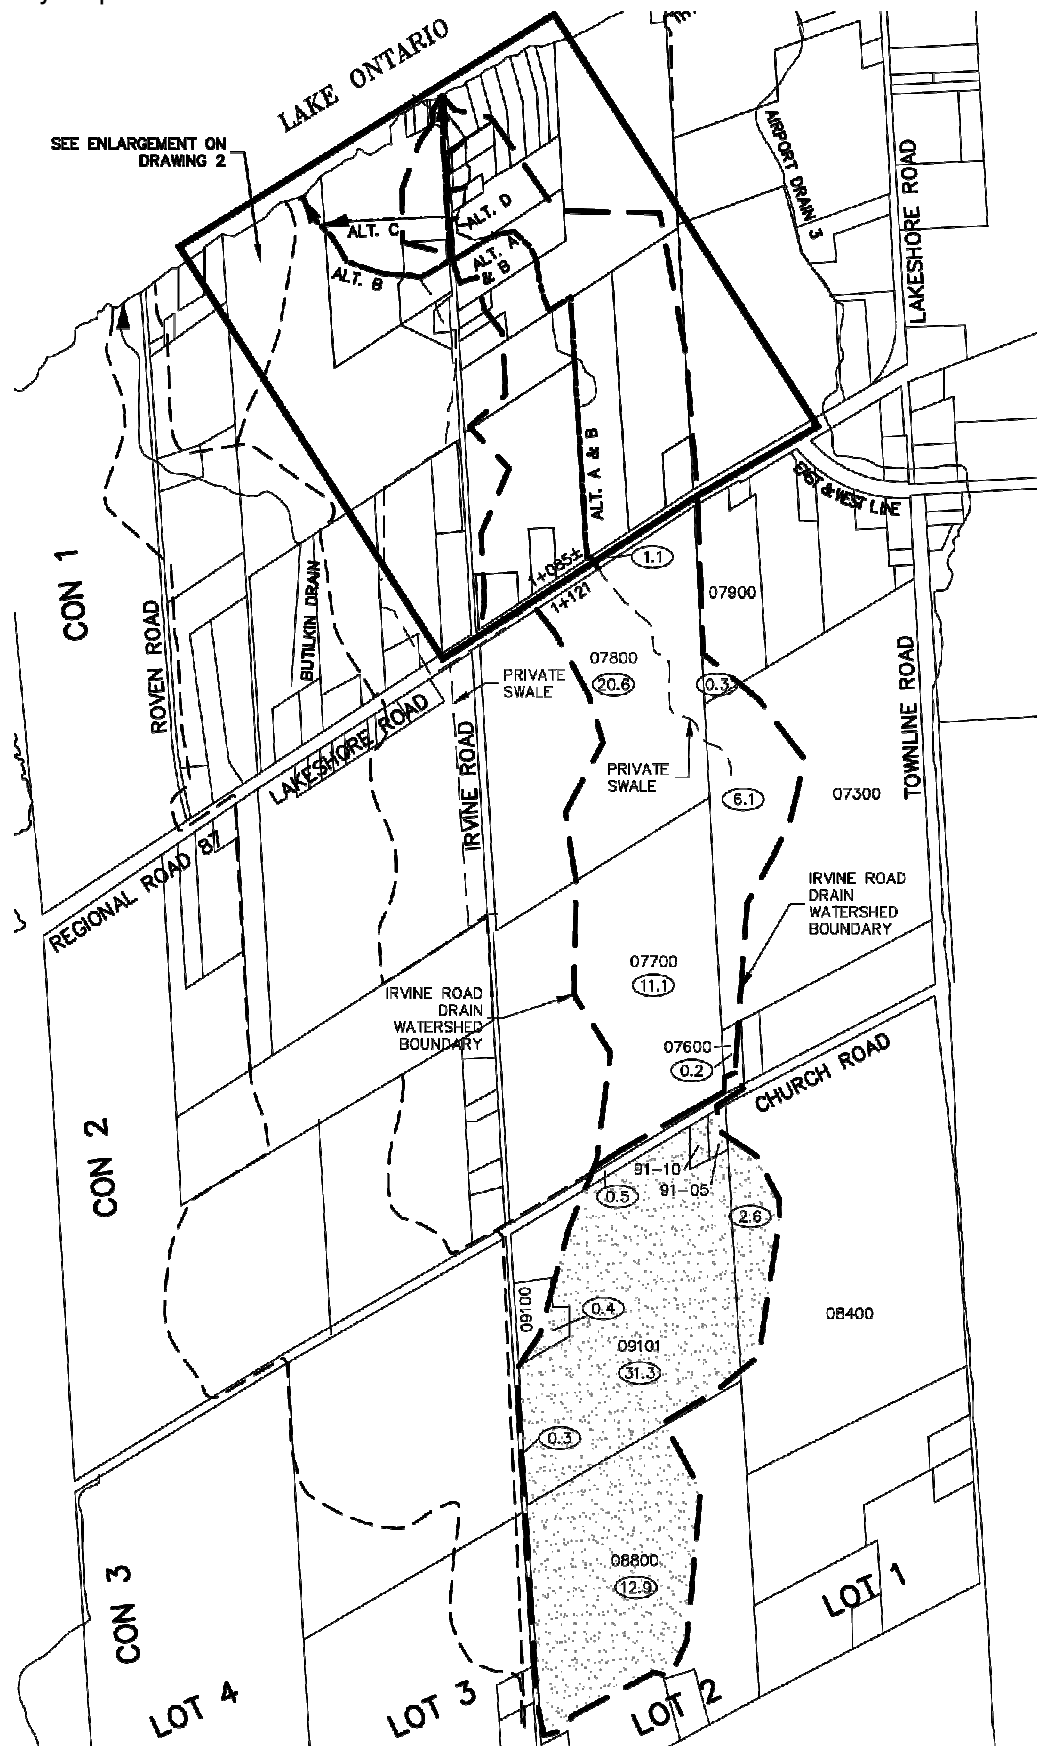 LAKE ONTARIO
SEE ENLARGEMENT ON
DRAWING 2
AIRPORT DRAIN 3
LAKESHORE ROAD
ALT. D
ALT. C
ALT. A
& B
ALT. B
ALT. A & B
EAST & WEST LINE
CON 1
1+085±
1+121
1.1
07900
BUTILKIN DRAIN
ROVEN ROAD
07800
20.6
0.3
PRIVATE
SWALE
TOWNLINE ROAD
LAKESHORE ROAD
IRVINE ROAD
PRIVATE
SWALE
6.1
07300
REGIONAL ROAD 87
IRVINE ROAD
DRAIN
WATERSHED
BOUNDARY
07700
11.1
IRVINE ROAD
DRAIN
WATERSHED
BOUNDARY
07600
0.2
CHURCH ROAD
CON 2
91-10
91-05
0.5
2.6
09100
0.4
08400
09101
31.3
0.3
08800
12.9
CON 3
LOT 1
LOT 4
LOT 3
LOT 2